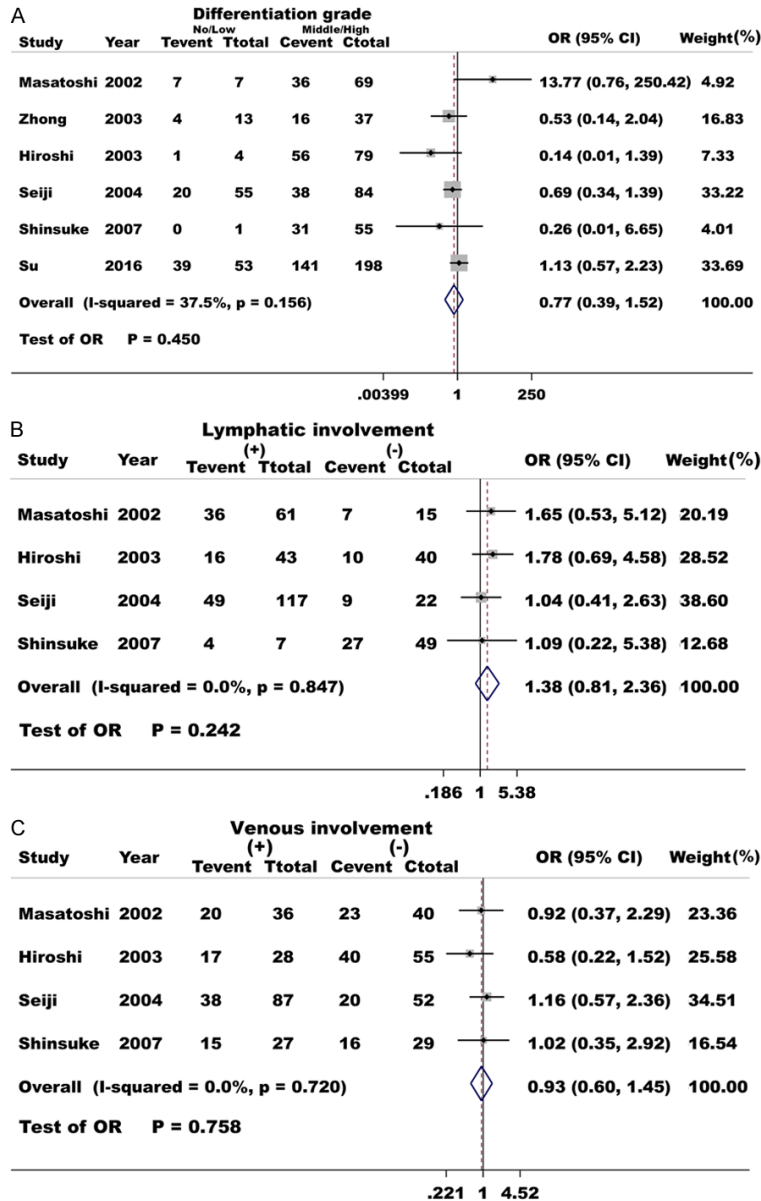 A
Differentiation grade
No/Low Middle/High
Study Year Tevent Ttotal Cevent Ctotal OR (95% CI) Weight(%)
Masatoshi 2002 7 7 36 69 13.77 (0.76, 250.42) 4.92
Zhong 2003 4 13 16 37 0.53 (0.14, 2.04) 16.83
Hiroshi 2003 1 4 56 79 0.14 (0.01, 1.39) 7.33
Seiji 2004 20 55 38 84 0.69 (0.34, 1.39) 33.22
Shinsuke 2007 0 1 31 55 0.26 (0.01, 6.65) 4.01
Su 2016 39 53 141 198 1.13 (0.57, 2.23) 33.69
Overall (I-squared = 37.5%, p = 0.156) 0.77 (0.39, 1.52) 100.00
Test of OR P = 0.450
.00399 1 250
B
Lymphatic involvement
(+) (-)
Study Year Tevent Ttotal Cevent Ctotal OR (95% CI) Weight(%)
Masatoshi 2002 36 61 7 15 1.65 (0.53, 5.12) 20.19
Hiroshi 2003 16 43 10 40 1.78 (0.69, 4.58) 28.52
Seiji 2004 49 117 9 22 1.04 (0.41, 2.63) 38.60
Shinsuke 2007 4 7 27 49 1.09 (0.22, 5.38) 12.68
Overall (I-squared = 0.0%, p = 0.847) 1.38 (0.81, 2.36) 100.00
Test of OR P = 0.242
.186 1 5.38
C
Venous involvement
(+) (-)
Study Year Tevent Ttotal Cevent Ctotal OR (95% CI) Weight(%)
Masatoshi 2002 20 36 23 40 0.92 (0.37, 2.29) 23.36
Hiroshi 2003 17 28 40 55 0.58 (0.22, 1.52) 25.58
Seiji 2004 38 87 20 52 1.16 (0.57, 2.36) 34.51
Shinsuke 2007 15 27 16 29 1.02 (0.35, 2.92) 16.54
Overall (I-squared = 0.0%, p = 0.720) 0.93 (0.60, 1.45) 100.00
Test of OR P = 0.758
.221 1 4.52